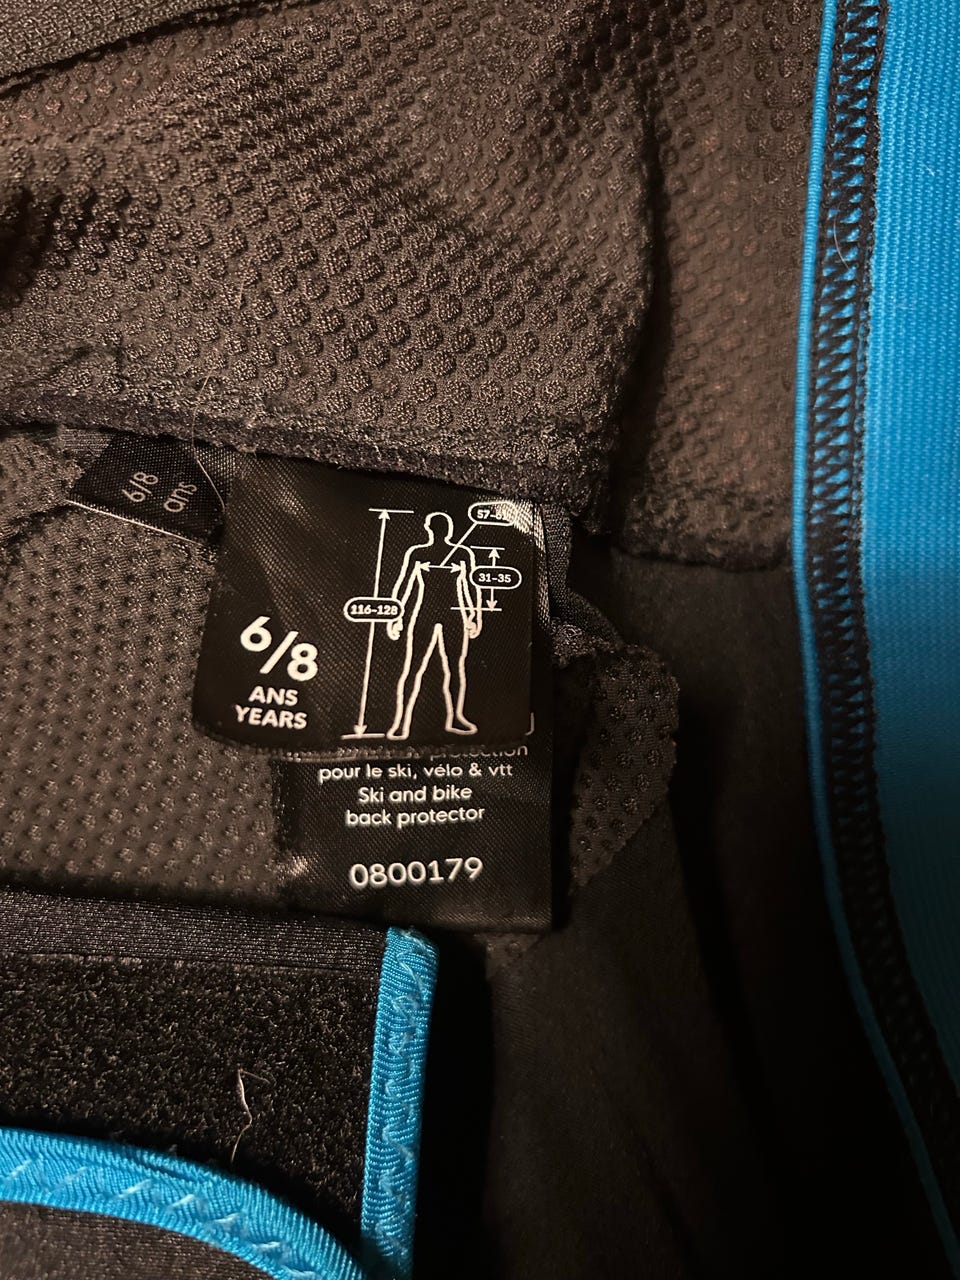 6/8
ans
31-35
116-128
6/8
ANS
YEARS
protection
pour le ski, vélo & vtt
Ski and bike
back protector
0800179